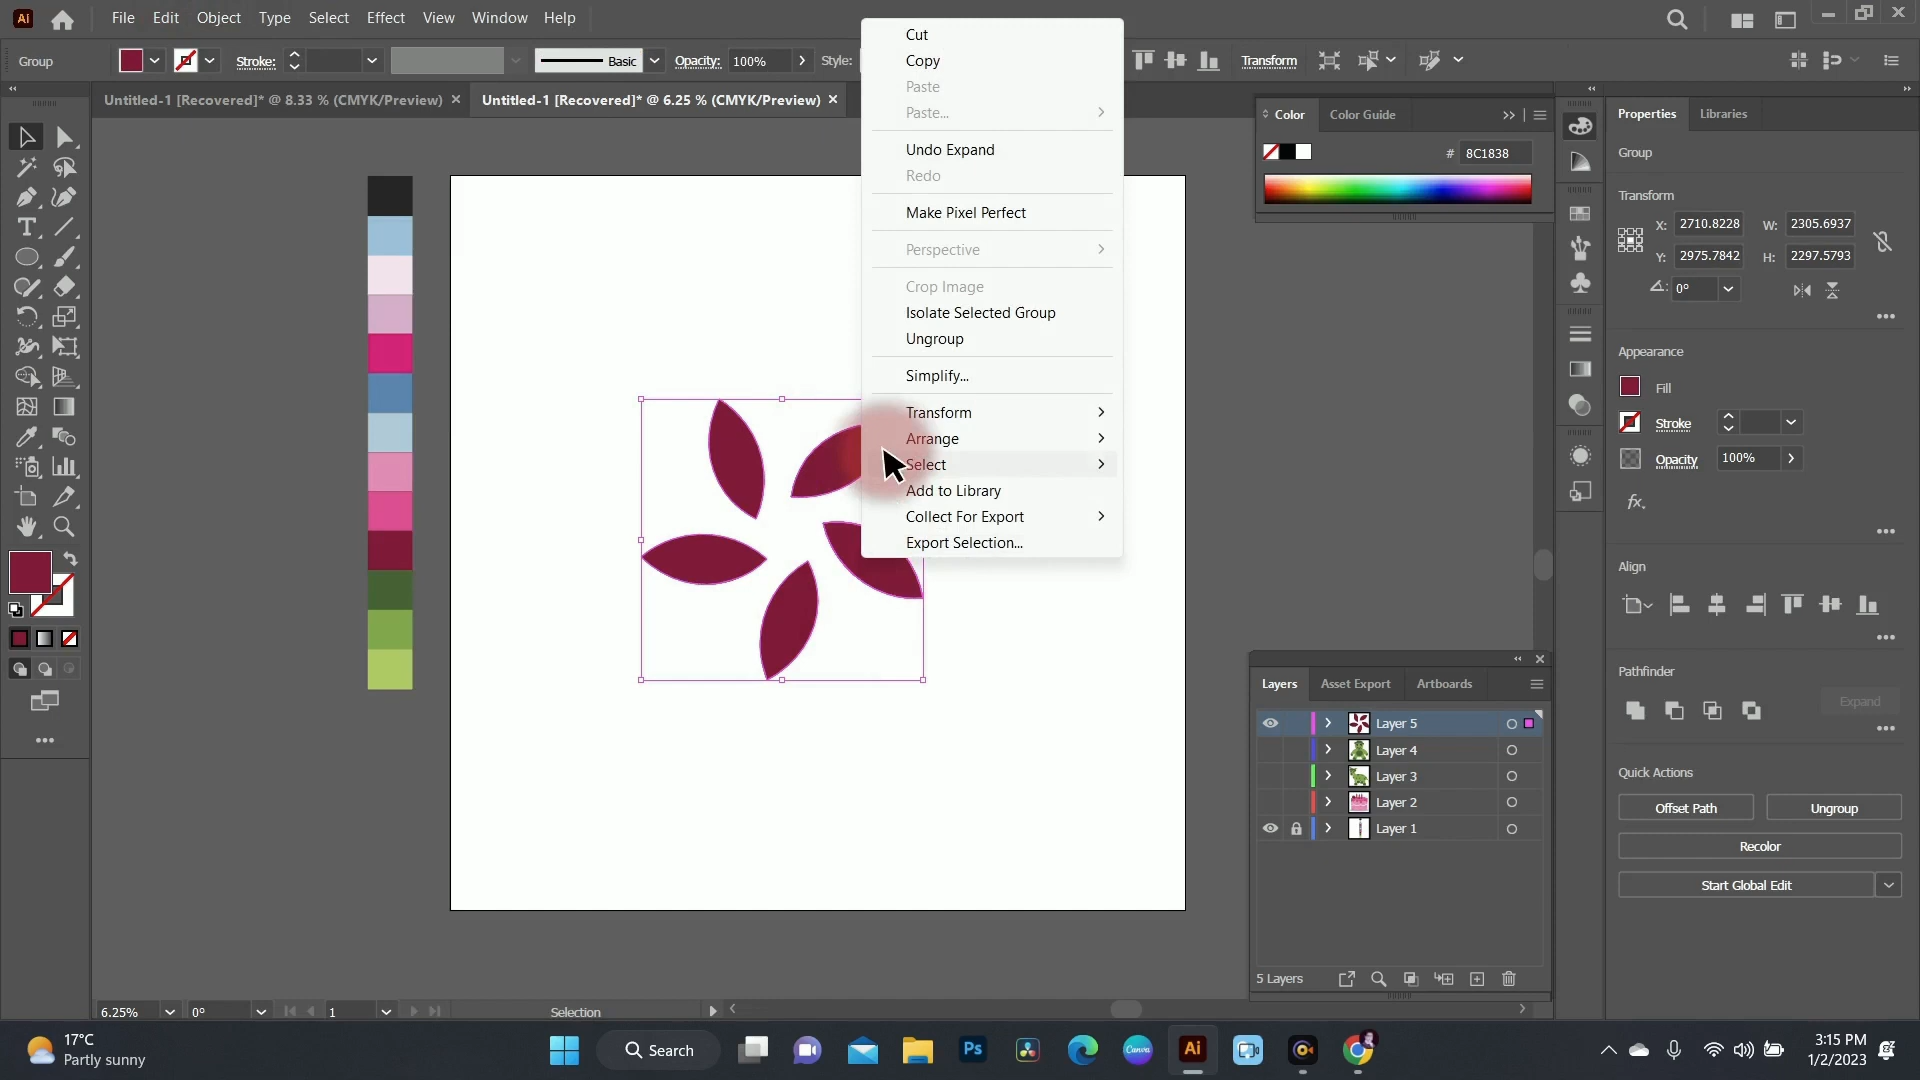 Ai File Edit Object Type Select Effect View Window Help
Group Stroke: Basic Opacity: 100% Style: Transform
Untitled-1 [Recovered]* @ 8.33 % (CMYK/Preview) Untitled-1 [Recovered]* @ 6.25 % (CMYK/Preview)
Cut
Copy
Paste
Paste...
Undo Expand
Redo
Make Pixel Perfect
Perspective
Crop Image
Isolate Selected Group
Ungroup
Simplify...
Transform
Arrange
Select
Add to Library
Collect For Export
Export Selection...
Color Color Guide
# 8C1838
Properties Libraries
Group
Transform
X: 2710.8228 W: 2305.6937
Y: 2975.7842 H: 2297.5793
0°
Appearance
Fill
Stroke
Opacity 100%
fx.
Align
Pathfinder
Expand
Quick Actions
Offset Path Ungroup
Recolor
Start Global Edit
Layers Asset Export Artboards
Layer 5
Layer 4
Layer 3
Layer 2
Layer 1
5 Layers
6.25% 0° 1 Selection
17°C
Partly sunny
Search
Ps
Canva
Ai
3:15 PM
1/2/2023